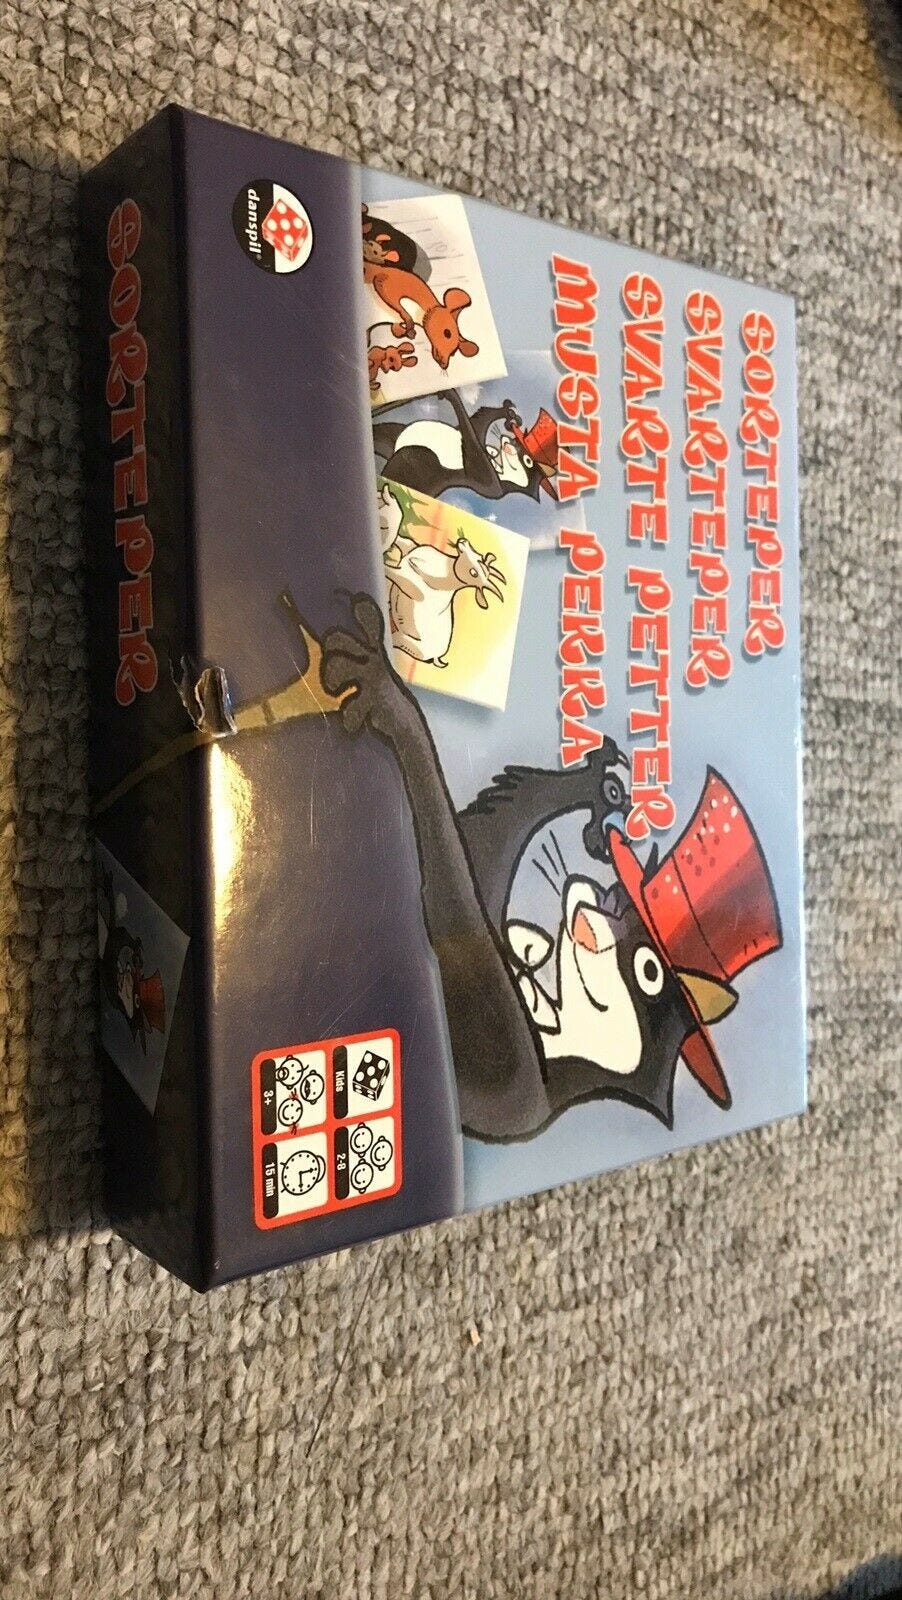 SORTEPER
SVARTEPER
SVARTE PETTER
MUSTA PEKKA
danspil®
Kids
2-8
3+
15 min
SORTEPER